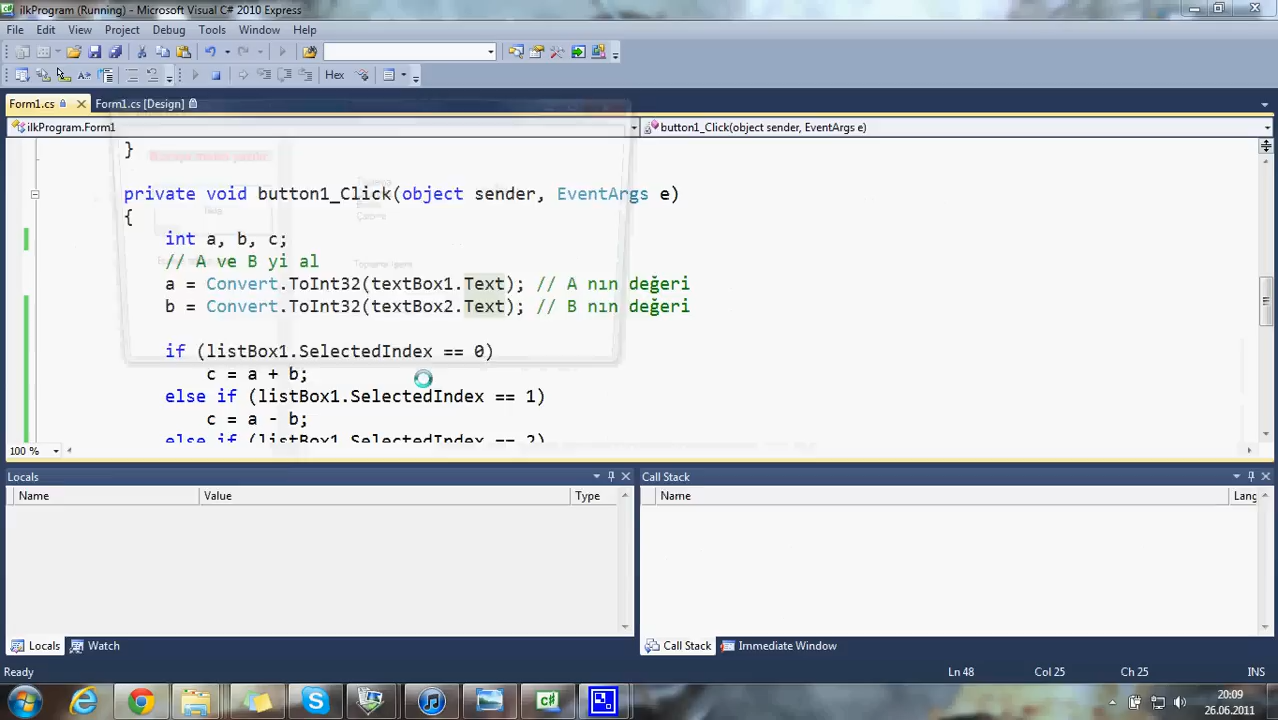 ilkProgram (Running) - Microsoft Visual C# 2010 Express
File Edit View Project Debug Tools Window Help
Hex
Form1.cs Form1.cs [Design]
ilkProgram.Form1 button1_Click(object sender, EventArgs e)
}
private void button1_Click(object sender, EventArgs e)
{
int a, b, c;
// A ve B yi al
a = Convert.ToInt32(textBox1.Text); // A nın değeri
b = Convert.ToInt32(textBox2.Text); // B nın değeri
if (listBox1.SelectedIndex == 0)
c = a + b;
else if (listBox1.SelectedIndex == 1)
c = a - b;
else if (listBox1.SelectedIndex == 2)
100 %
Locals Call Stack
Name Value Type Name Lang
Locals Watch Call Stack Immediate Window
Ready Ln 48 Col 25 Ch 25 INS
20:09
26.06.2011